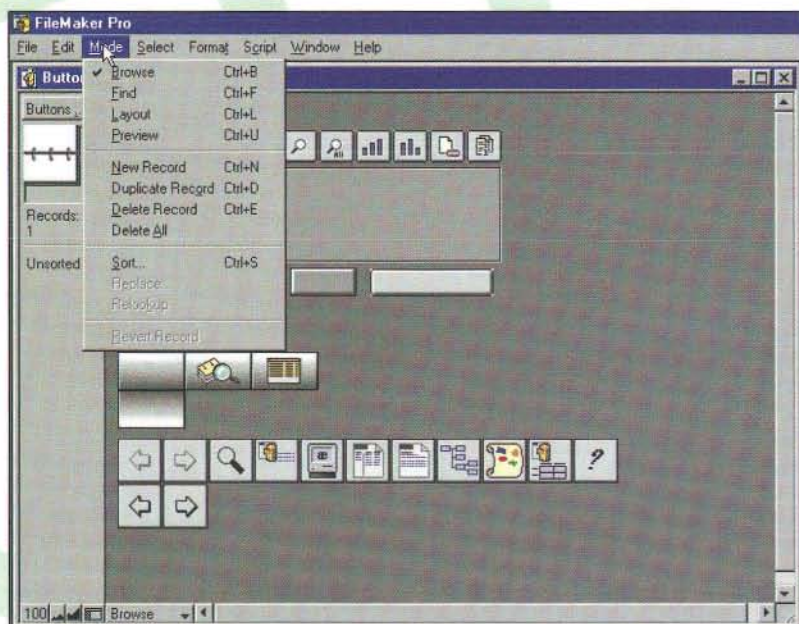 FileMaker Pro
File Edit Mode Select Format Script Window Help
Buttons
Browse Ctrl+B
Find Ctrl+F
Layout Ctrl+L
Preview Ctrl+U
New Record Ctrl+N
Duplicate Record Ctrl+D
Delete Record Ctrl+E
Delete All
Sort... Ctrl+S
Replace...
Relookup
Revert Record
Records:
1
Unsorted
All
?
100 Browse